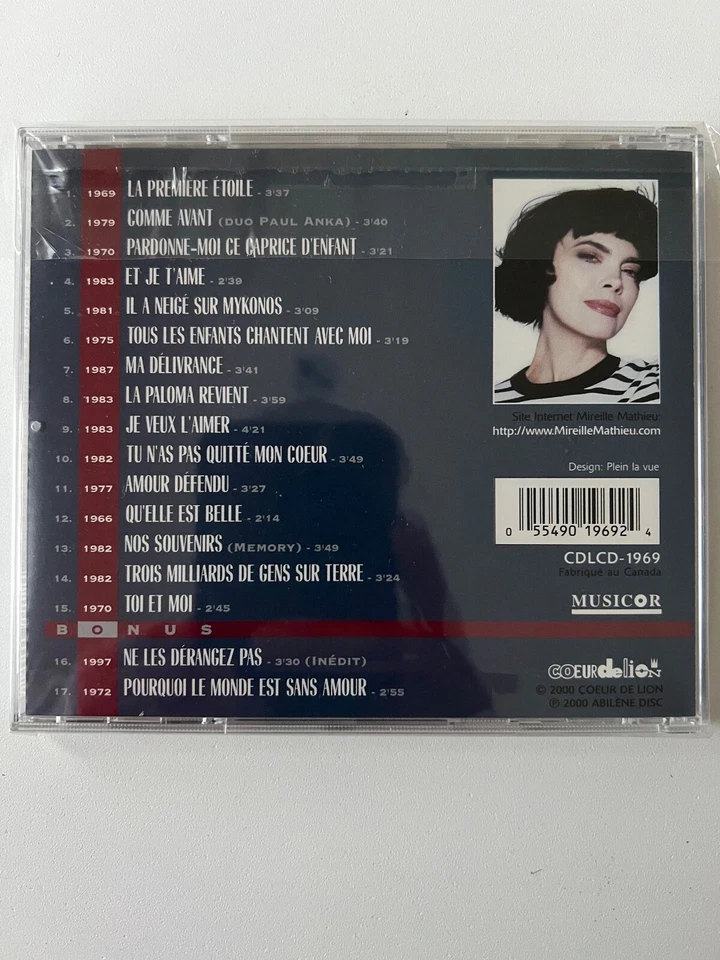 1. 1969 LA PREMIÈRE ÉTOILE - 3'37
2. 1979 COMME AVANT (DUO PAUL ANKA) - 3'40
3. 1970 PARDONNE-MOI CE CAPRICE D'ENFANT - 3'21
4. 1983 ET JE T'AIME - 2'39
5. 1981 IL A NEIGÉ SUR MYKONOS - 3'09
6. 1975 TOUS LES ENFANTS CHANTENT AVEC MOI - 3'19
7. 1987 MA DÉLIVRANCE - 3'41
8. 1983 LA PALOMA REVIENT - 3'59
9. 1983 JE VEUX L'AIMER - 4'21
10. 1982 TU N'AS PAS QUITTÉ MON COEUR - 3'49
11. 1977 AMOUR DÉFENDU - 3'27
12. 1966 QU'ELLE EST BELLE - 2'14
13. 1982 NOS SOUVENIRS (MEMORY) - 3'49
14. 1982 TROIS MILLIARDS DE GENS SUR TERRE - 3'24
15. 1970 TOI ET MOI - 2'45
BONUS
16. 1997 NE LES DÉRANGEZ PAS - 3'30 (INÉDIT)
17. 1972 POURQUOI LE MONDE EST SANS AMOUR - 2'55
Site Internet Mireille Mathieu:
http://www.MireilleMathieu.com
Design: Plein la vue
0 55490 19692 4
CDLCD-1969
Fabriqué au Canada
MUSICOR
COEUR de LION
© 2000 COEUR DE LION
℗ 2000 ABILENE DISC